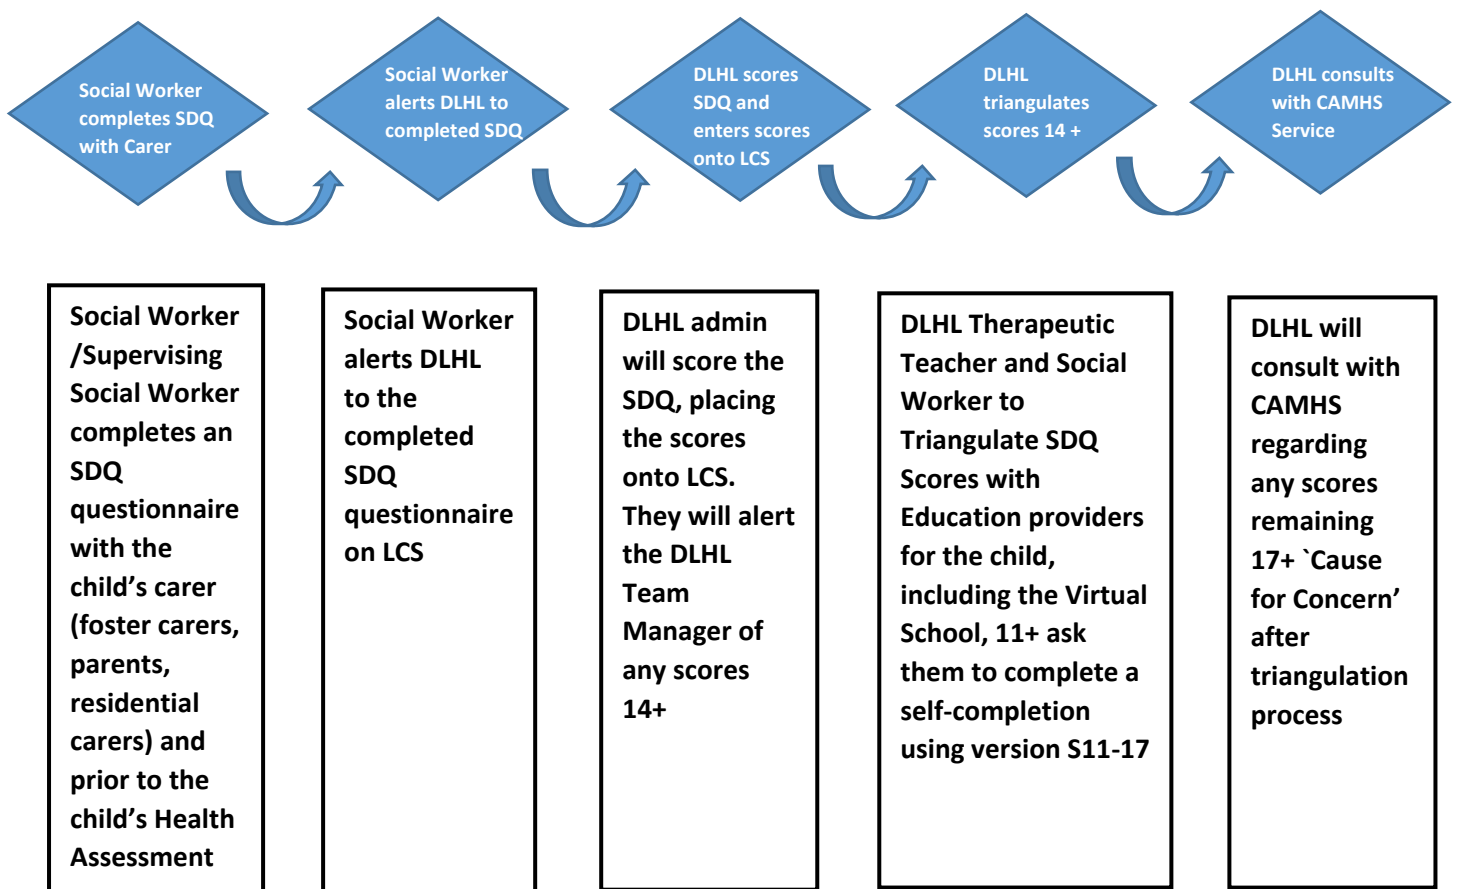 Social Worker
completes SDQ
with Carer
Social Worker
alerts DLHL to
completed SDQ
DLHL scores
SDQ and
enters scores
onto LCS
DLHL
triangulates
scores 14 +
DLHL consults
with CAMHS
Service
Social Worker
/Supervising
Social Worker
completes an
SDQ
questionnaire
with the
child’s carer
(foster carers,
parents,
residential
carers) and
prior to the
child’s Health
Assessment
Social Worker
alerts DLHL
to the
completed
SDQ
questionnaire
on LCS
DLHL admin
will score the
SDQ, placing
the scores
onto LCS.
They will alert
the DLHL
Team
Manager of
any scores
14+
DLHL Therapeutic
Teacher and Social
Worker to
Triangulate SDQ
Scores with
Education providers
for the child,
including the Virtual
School, 11+ ask
them to complete a
self-completion
using version S11-17
DLHL will
consult with
CAMHS
regarding
any scores
remaining
17+ `Cause
for Concern’
after
triangulation
process